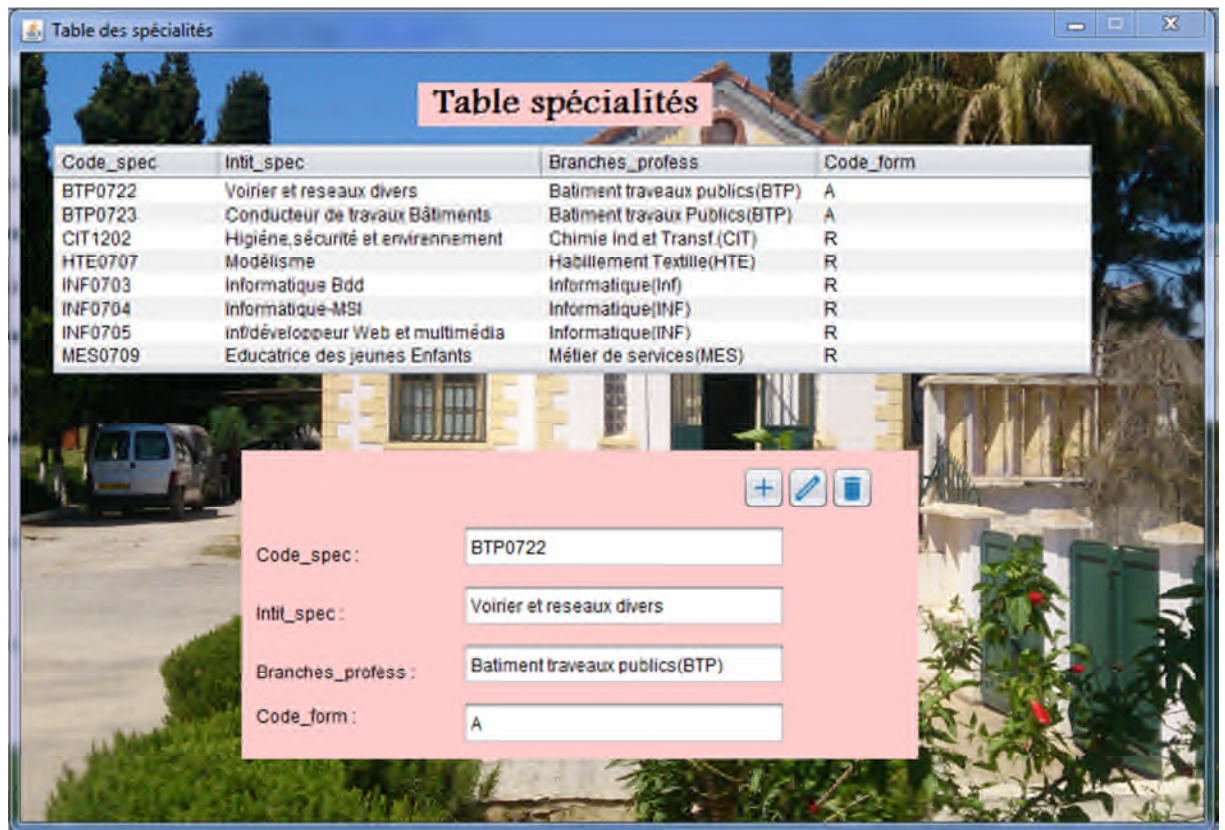 Table des spécialités
Table spécialités
Code_spec Intit_spec Branches_profess Code_form
BTP0722 Voirier et reseaux divers Batiment traveaux publics(BTP) A
BTP0723 Conducteur de travaux Bâtiments Batiment travaux Publics(BTP) A
CIT1202 Higiéne,sécurité et envirennement Chimie Ind.et Transf.(CIT) R
HTE0707 Modélisme Habillement Textille(HTE) R
INF0703 Informatique Bdd Informatique(Inf) R
INF0704 Informatique-MSI Informatique(INF) R
INF0705 inf/développeur Web et multimédia Informatique(INF) R
MES0709 Educatrice des jeunes Enfants Métier de services(MES) R
Code_spec : BTP0722
Intit_spec : Voirier et reseaux divers
Branches_profess : Batiment traveaux publics(BTP)
Code_form : A